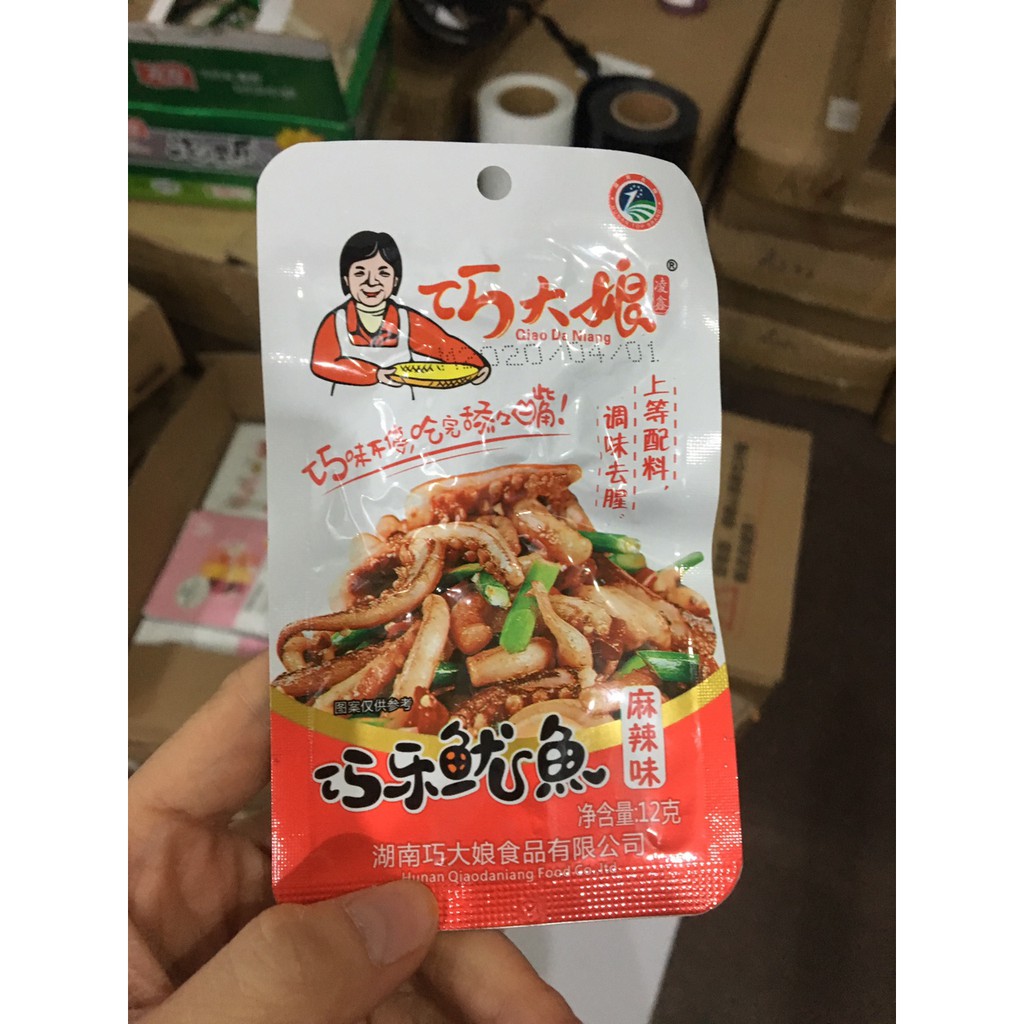 巧大娘®
凌鑫
Qiao Da Niang
2020/04/01
上等配料,
调味去腥.
巧味不停,吃完舔口嘴!
图案仅供参考
巧乐鱿鱼
麻辣味
净含量:12克
湖南巧大娘食品有限公司
Hunan Qiaodaniang Food Co.,ltd.